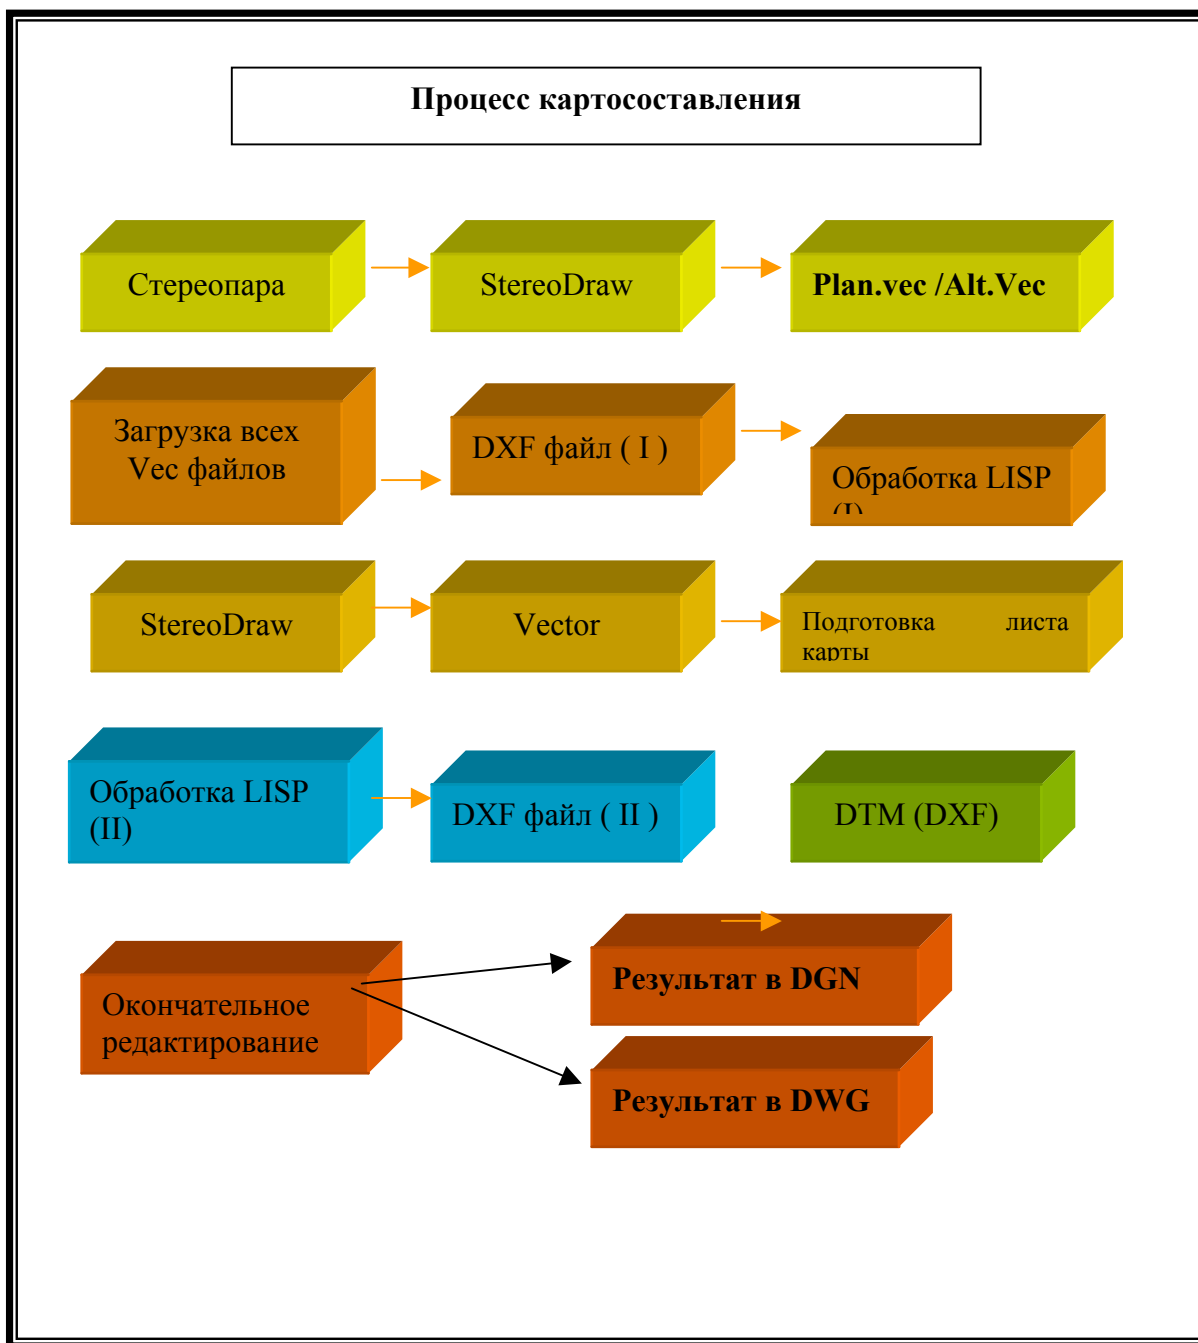 Процесс картосоставления
Стереопара
StereoDraw
Plan.vec /Alt.Vec
Загрузка всех
Vec файлов
DXF файл ( I )
Обработка LISP
(I)
StereoDraw
Vector
Подготовка листа
карты
Обработка LISP
(II)
DXF файл ( II )
DTM (DXF)
Окончательное
редактирование
Результат в DGN
Результат в DWG